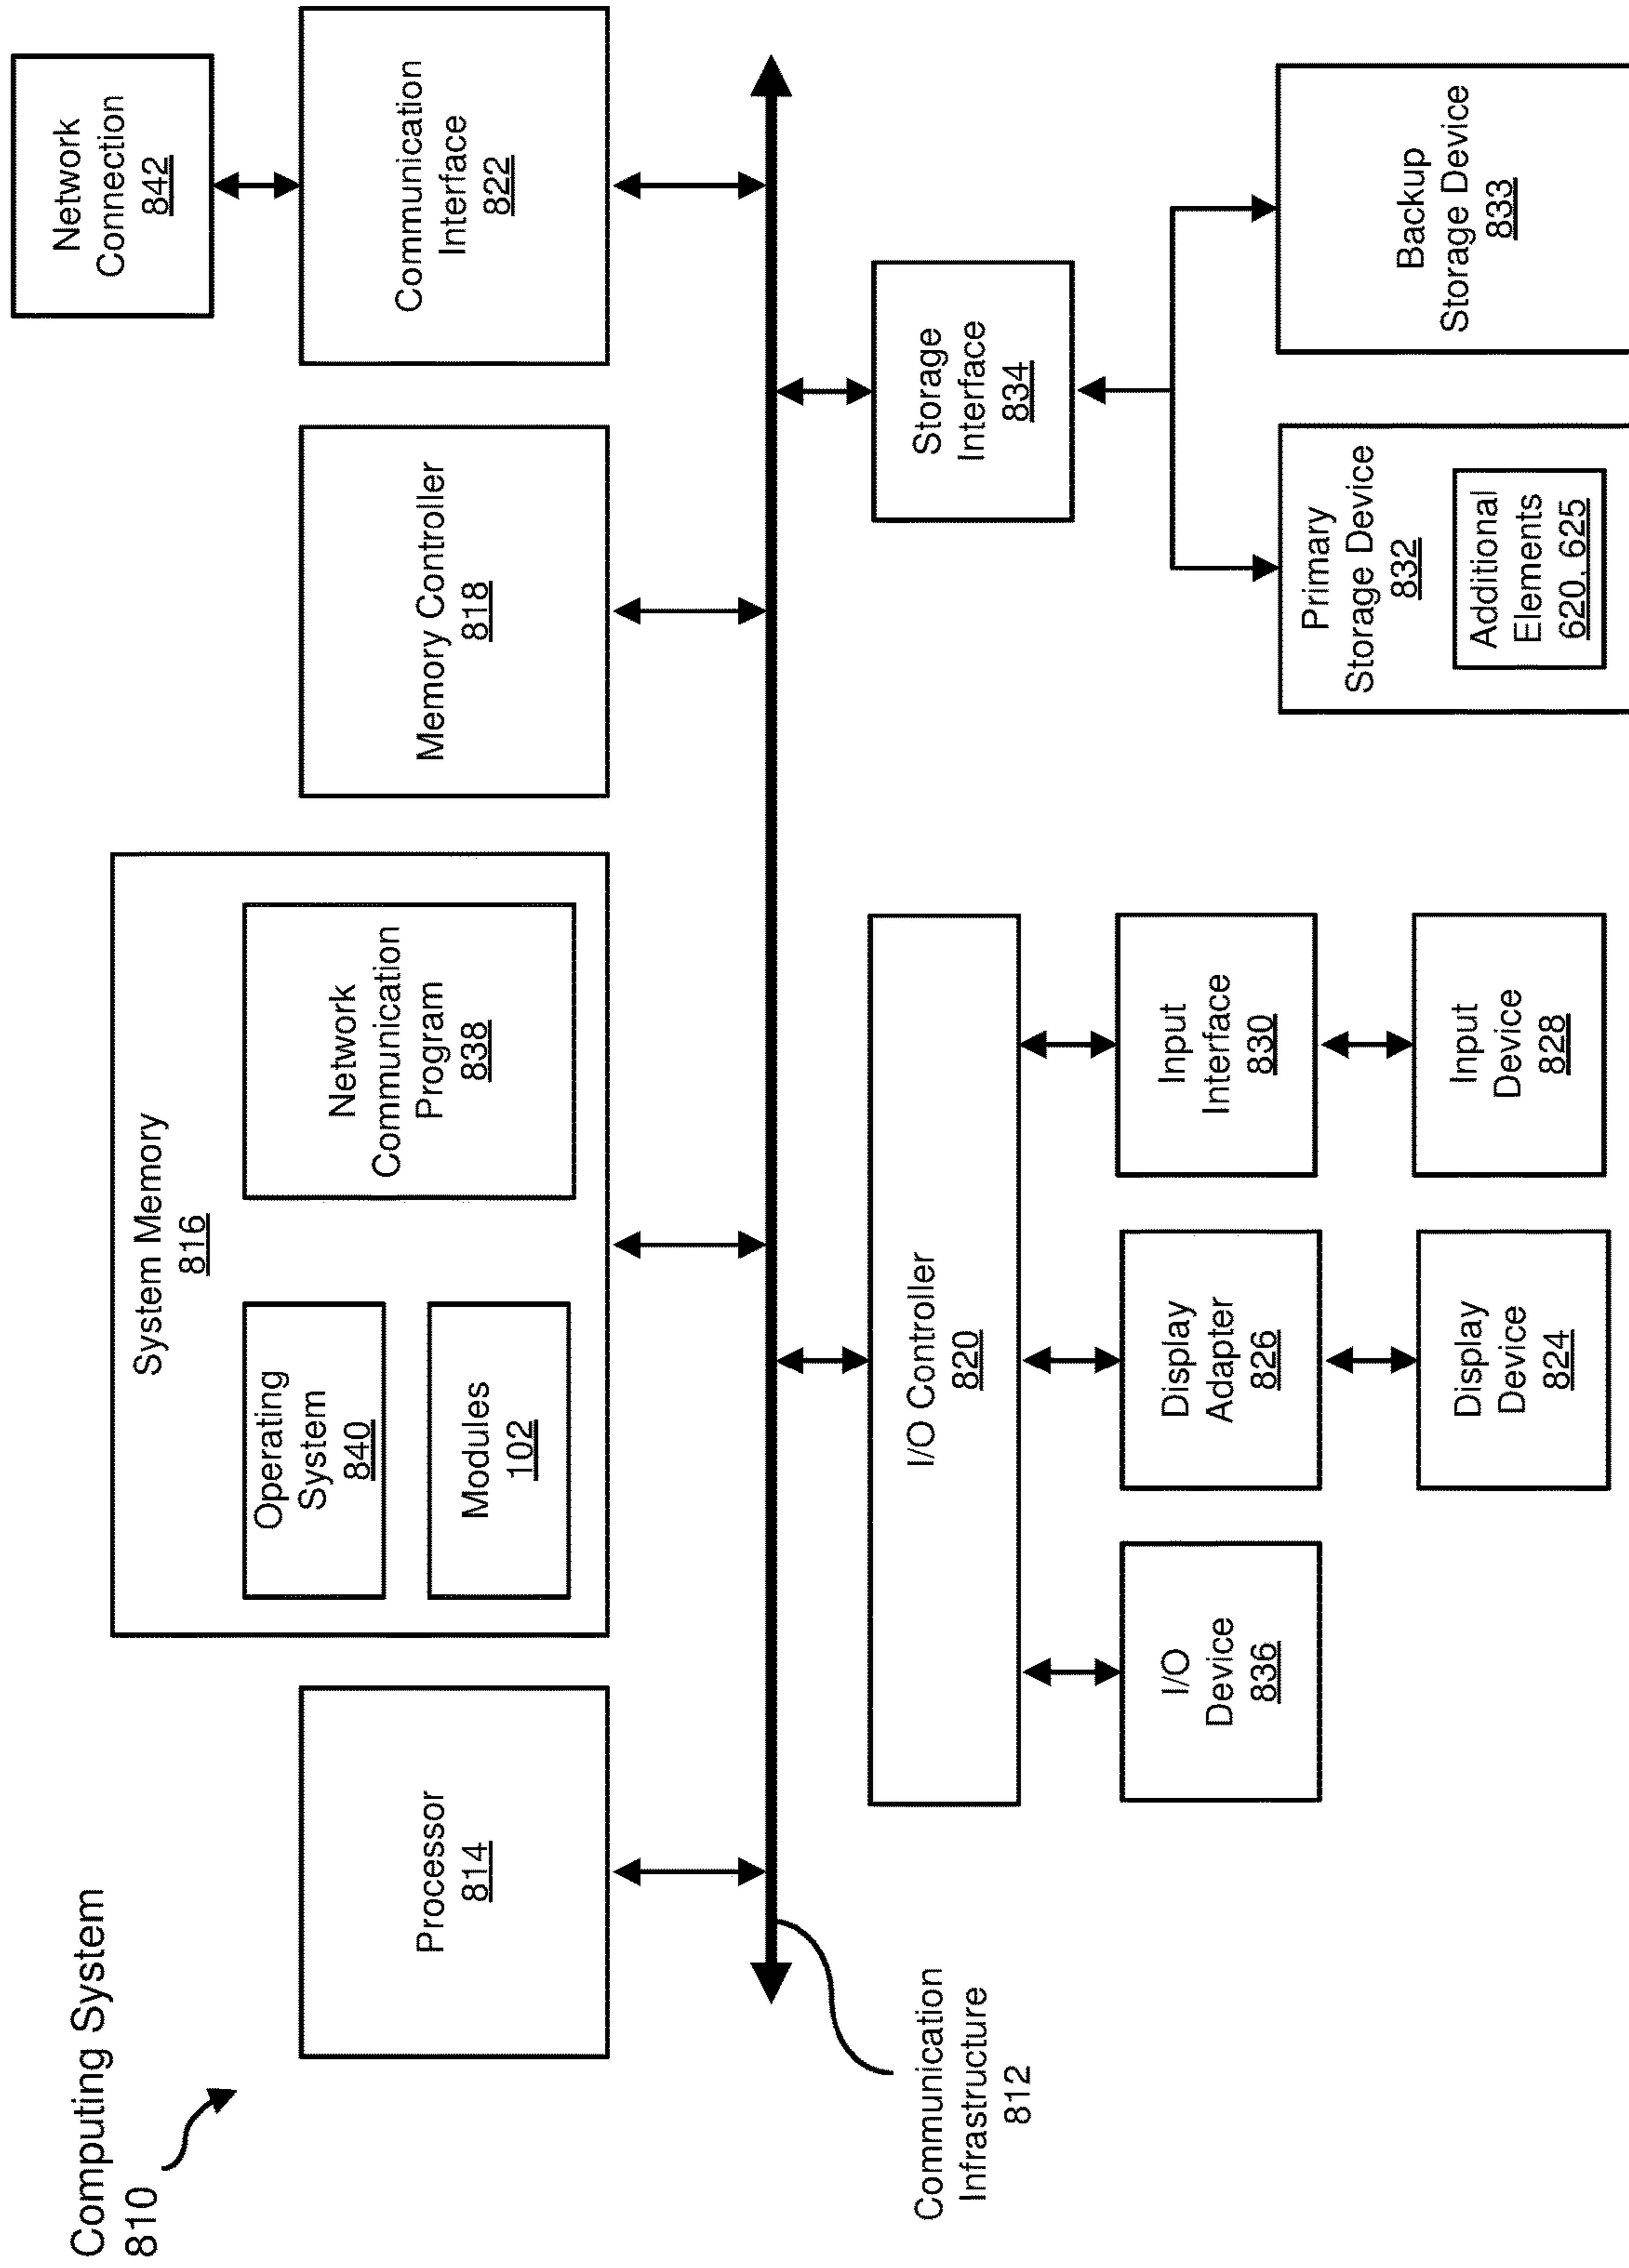 Computing System
810
Processor
814
System Memory
816
Operating
System
840
Modules
102
Network
Communication
Program
838
Memory Controller
818
Network
Connection
842
Communication
Interface
822
Communication
Infrastructure
812
I/O Controller
820
I/O
Device
836
Display
Adapter
826
Display
Device
824
Input
Interface
830
Input
Device
828
Storage
Interface
834
Primary
Storage Device
832
Additional
Elements
620, 625
Backup
Storage Device
833